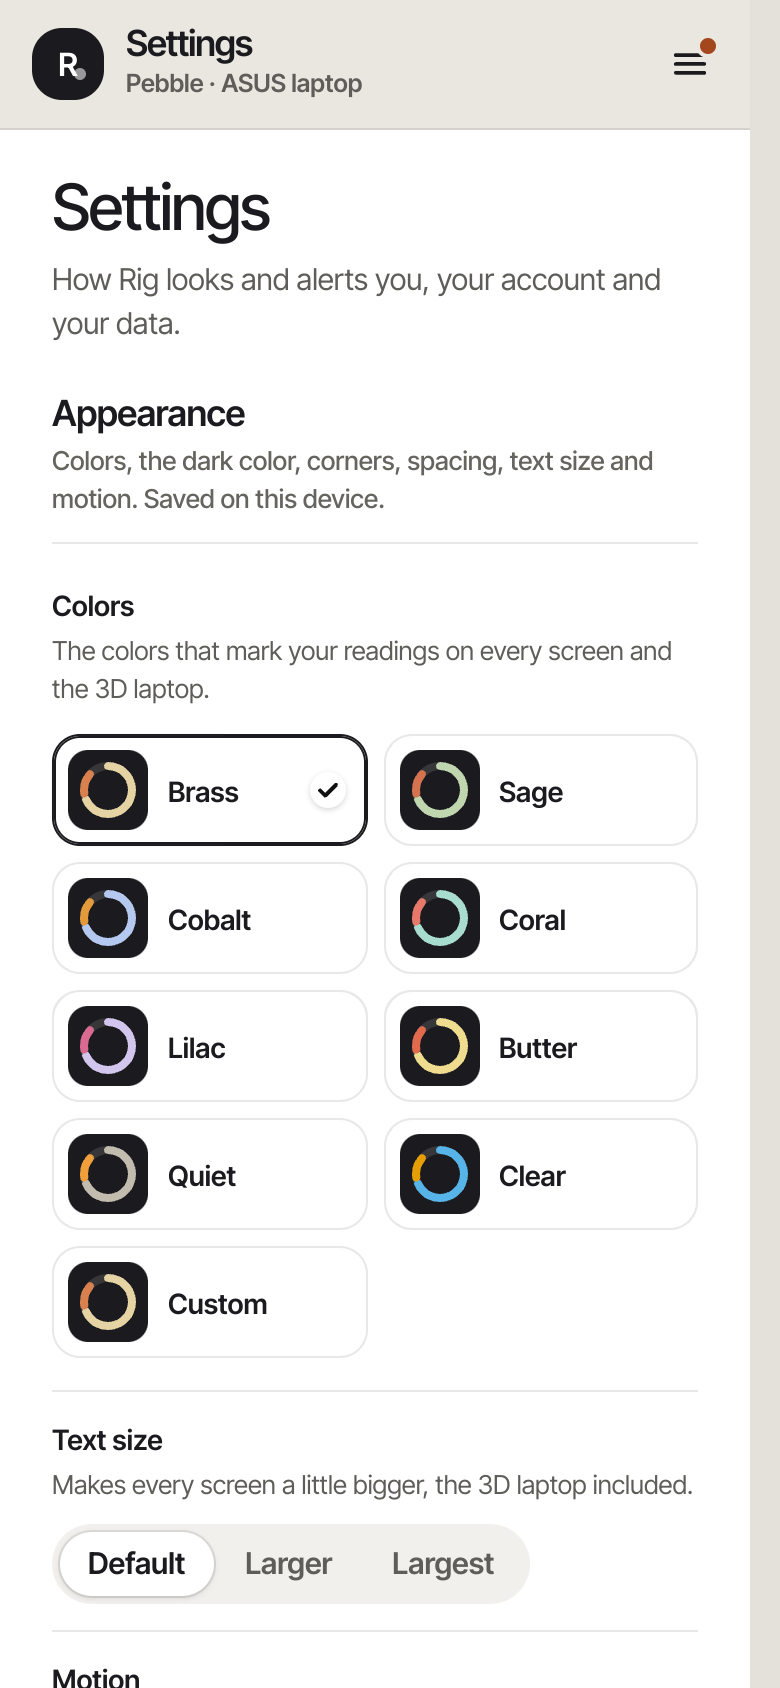 R
Settings
Pebble · ASUS laptop
Settings
How Rig looks and alerts you, your account and
your data.
Appearance
Colors, the dark color, corners, spacing, text size and
motion. Saved on this device.
Colors
The colors that mark your readings on every screen and
the 3D laptop.
Brass
Sage
Cobalt
Coral
Lilac
Butter
Quiet
Clear
Custom
Text size
Makes every screen a little bigger, the 3D laptop included.
Default
Larger
Largest
Motion